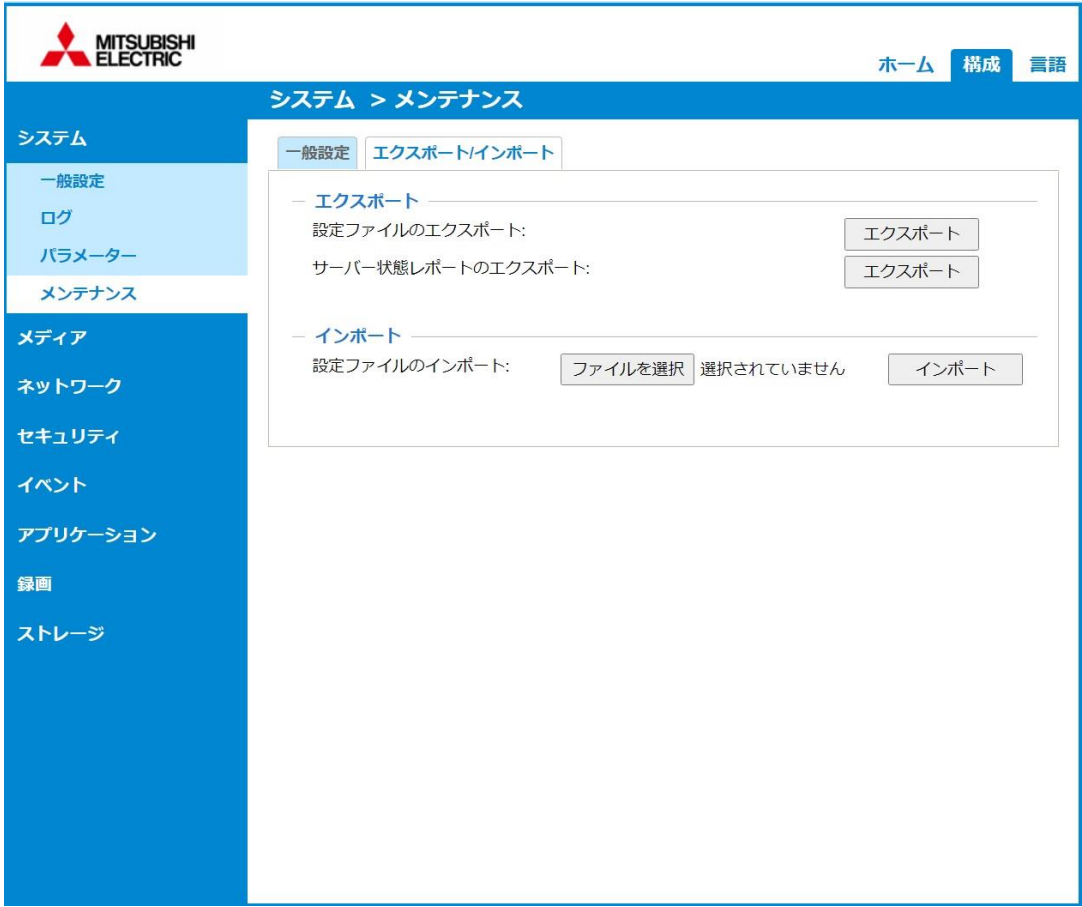 MITSUBISHI
ELECTRIC
ホーム 構成 言語
システム > メンテナンス
システム
一般設定
ログ
パラメーター
メンテナンス
メディア
ネットワーク
セキュリティ
イベント
アプリケーション
録画
ストレージ
一般設定 エクスポート/インポート
エクスポート
設定ファイルのエクスポート: エクスポート
サーバー状態レポートのエクスポート: エクスポート
インポート
設定ファイルのインポート: ファイルを選択 選択されていません インポート